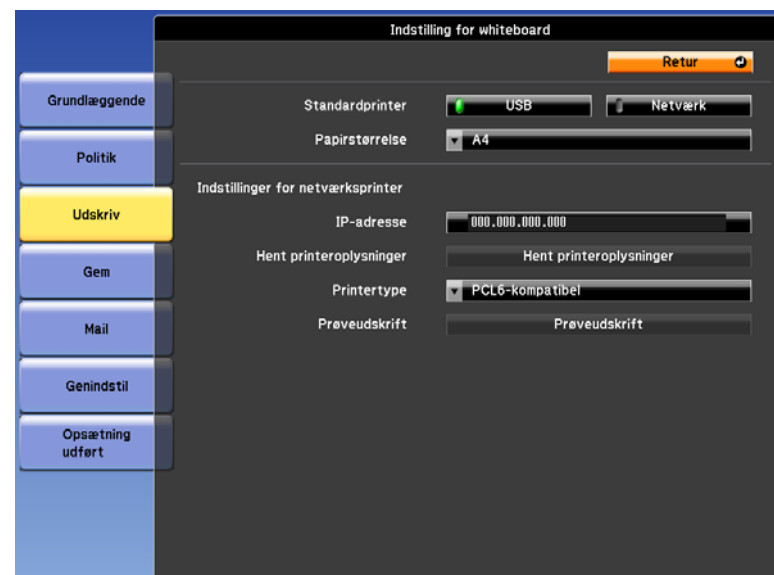 Indstilling for whiteboard
Retur
Grundlæggende
Politik
Udskriv
Gem
Mail
Genindstil
Opsætning
udført
Standardprinter USB Netværk
Papirstørrelse A4
Indstillinger for netværksprinter
IP-adresse 000.000.000.000
Hent printeroplysninger Hent printeroplysninger
Printertype PCL6-kompatibel
Prøveudskrift Prøveudskrift